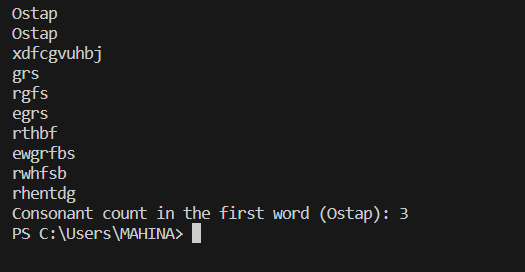 Ostap
Ostap
xdfcgvuhbj
grs
rgfs
egrs
rthbf
ewgrfbs
rwhfsb
rhentdg
Consonant count in the first word (Ostap): 3
PS C:\Users\MAHINA>